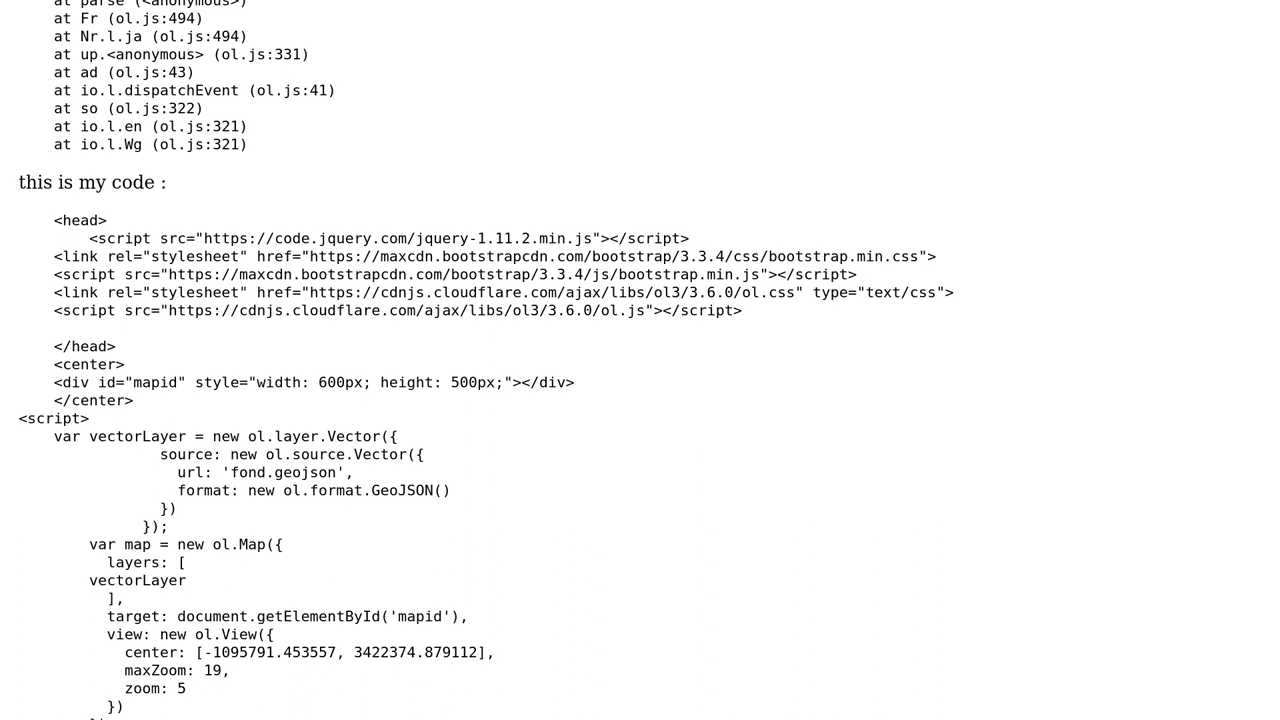 at parse (<anonymous>)
at Fr (ol.js:494)
at Nr.l.ja (ol.js:494)
at up.<anonymous> (ol.js:331)
at ad (ol.js:43)
at io.l.dispatchEvent (ol.js:41)
at so (ol.js:322)
at io.l.en (ol.js:321)
at io.l.Wg (ol.js:321)
this is my code :
<head>
<script src="https://code.jquery.com/jquery-1.11.2.min.js"></script>
<link rel="stylesheet" href="https://maxcdn.bootstrapcdn.com/bootstrap/3.3.4/css/bootstrap.min.css">
<script src="https://maxcdn.bootstrapcdn.com/bootstrap/3.3.4/js/bootstrap.min.js"></script>
<link rel="stylesheet" href="https://cdnjs.cloudflare.com/ajax/libs/ol3/3.6.0/ol.css" type="text/css">
<script src="https://cdnjs.cloudflare.com/ajax/libs/ol3/3.6.0/ol.js"></script>
</head>
<center>
<div id="mapid" style="width: 600px; height: 500px;"></div>
</center>
<script>
var vectorLayer = new ol.layer.Vector({
source: new ol.source.Vector({
url: 'fond.geojson',
format: new ol.format.GeoJSON()
})
});
var map = new ol.Map({
layers: [
vectorLayer
],
target: document.getElementById('mapid'),
view: new ol.View({
center: [-1095791.453557, 3422374.879112],
maxZoom: 19,
zoom: 5
})